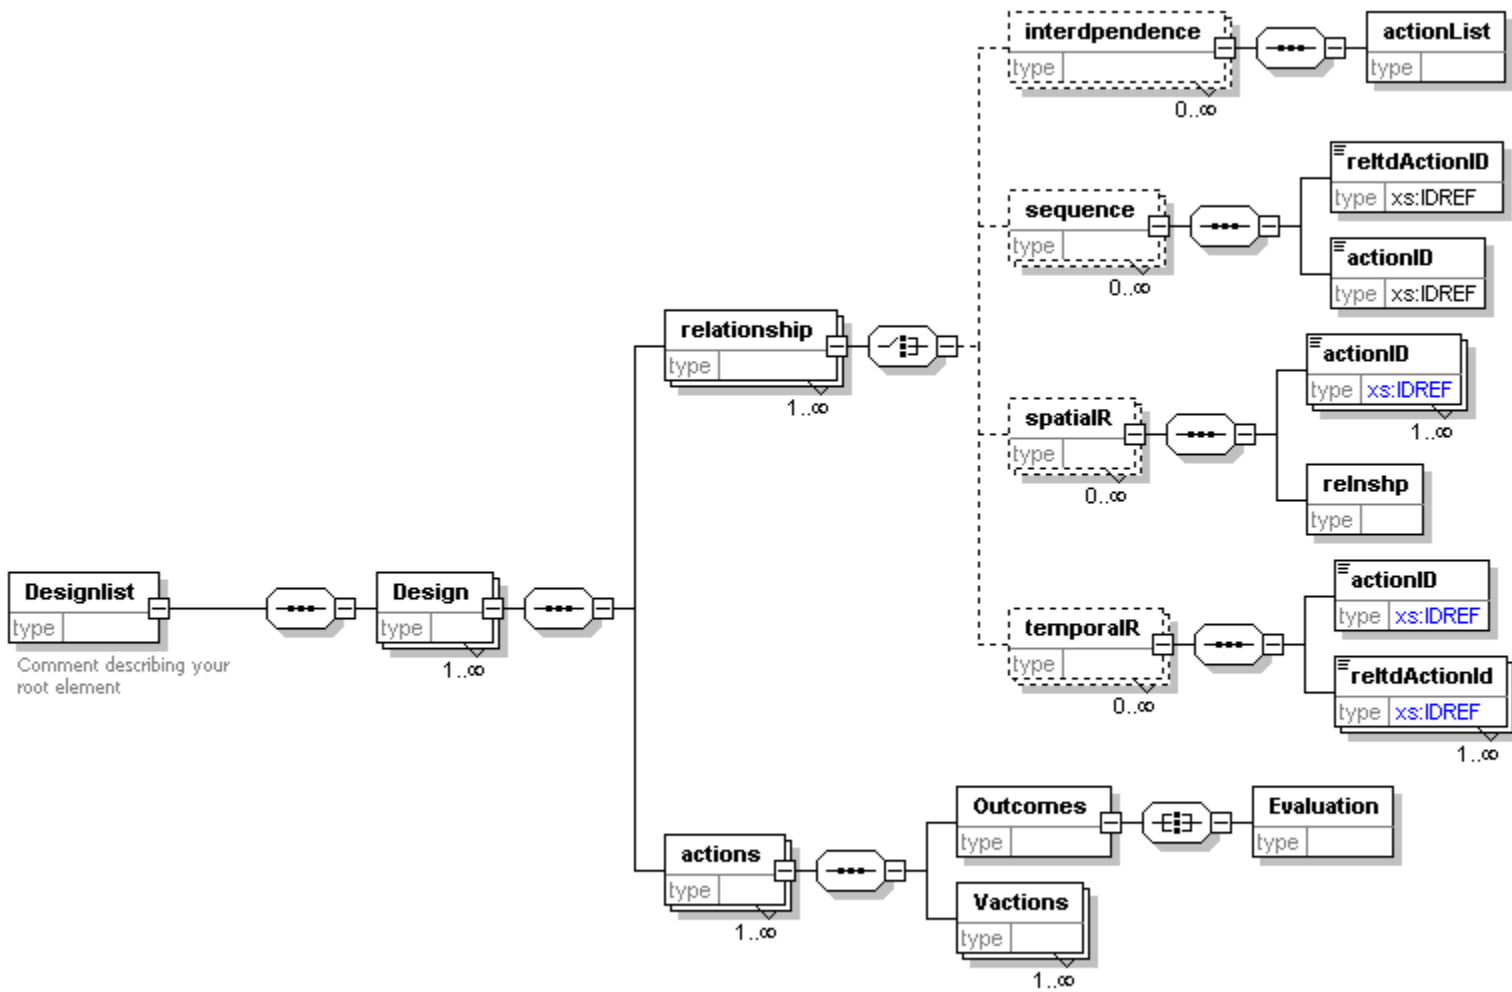 interdpendence
type
0..∞
actionList
type
sequence
type
0..∞
reltdActionID
type xs:IDREF
actionID
type xs:IDREF
relationship
type
1..∞
spatialR
type
0..∞
actionID
type xs:IDREF
1..∞
relnshp
type
Designlist
type
Comment describing your
root element
Design
type
1..∞
temporalR
type
0..∞
actionID
type xs:IDREF
reltdActionId
type xs:IDREF
1..∞
actions
type
1..∞
Outcomes
type
Evaluation
type
Vactions
type
1..∞